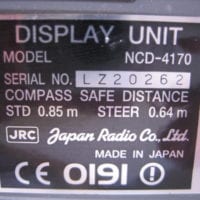 DISPLAY UNIT
MODEL NCD-4170
SERIAL NO. LZ20262
COMPASS SAFE DISTANCE
STD 0.85 m STEER 0.64 m
JRC Japan Radio Co., Ltd.
MADE IN JAPAN
CE 0191